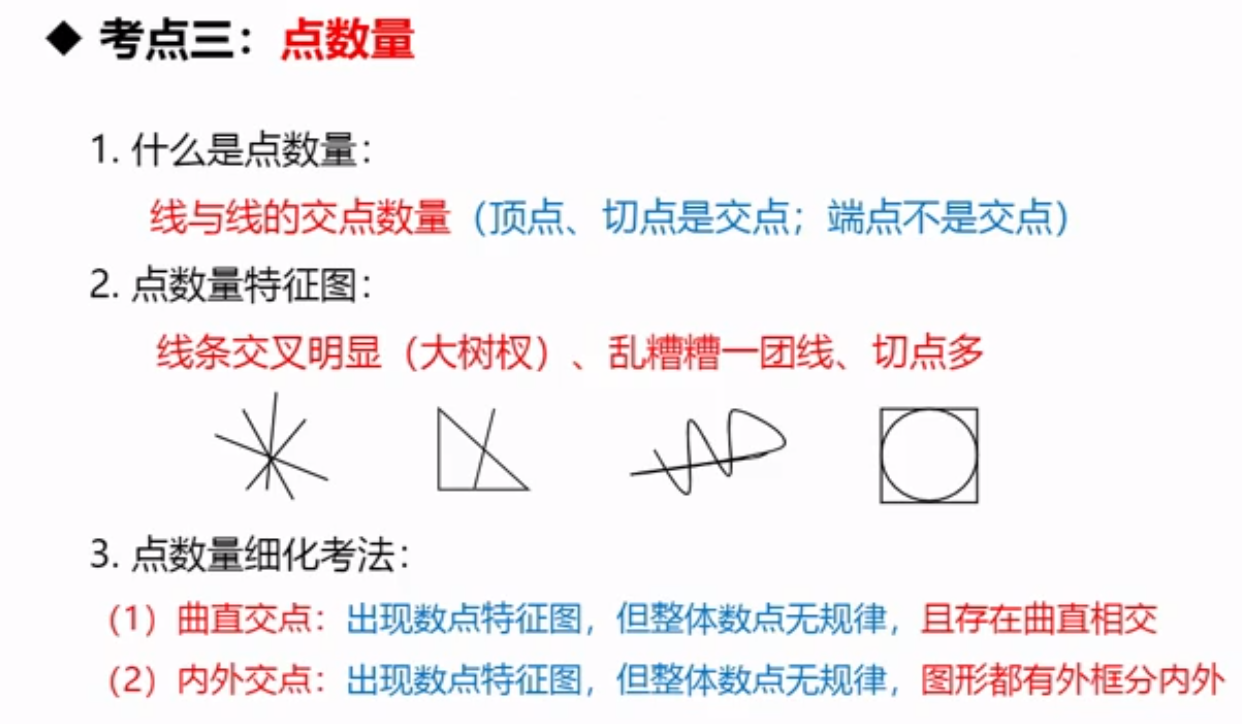 ◆ 考点三：点数量
1. 什么是点数量：
线与线的交点数量（顶点、切点是交点；端点不是交点）
2. 点数量特征图：
线条交叉明显（大树杈）、乱糟糟一团线、切点多
3. 点数量细化考法：
（1）曲直交点：出现数点特征图，但整体数点无规律，且存在曲直相交
（2）内外交点：出现数点特征图，但整体数点无规律，图形都有外框分内外